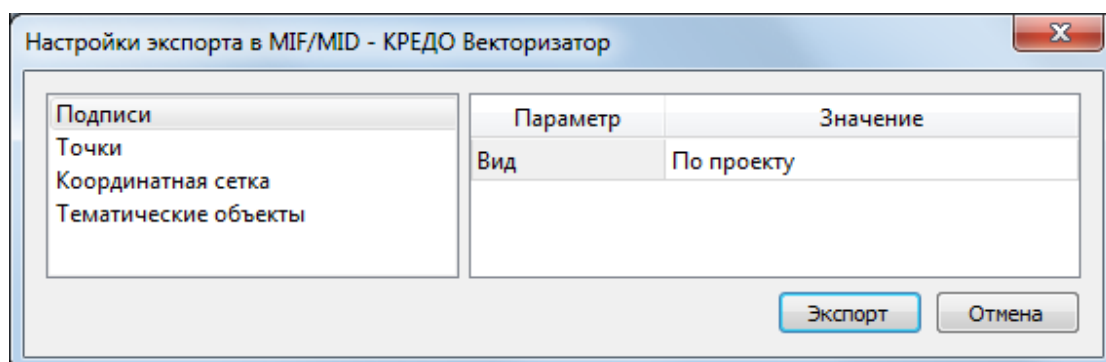 Настройки экспорта в MIF/MID - КРЕДО Векторизатор
Подписи
Точки
Координатная сетка
Тематические объекты
Параметр Значение
Вид По проекту
Экспорт Отмена